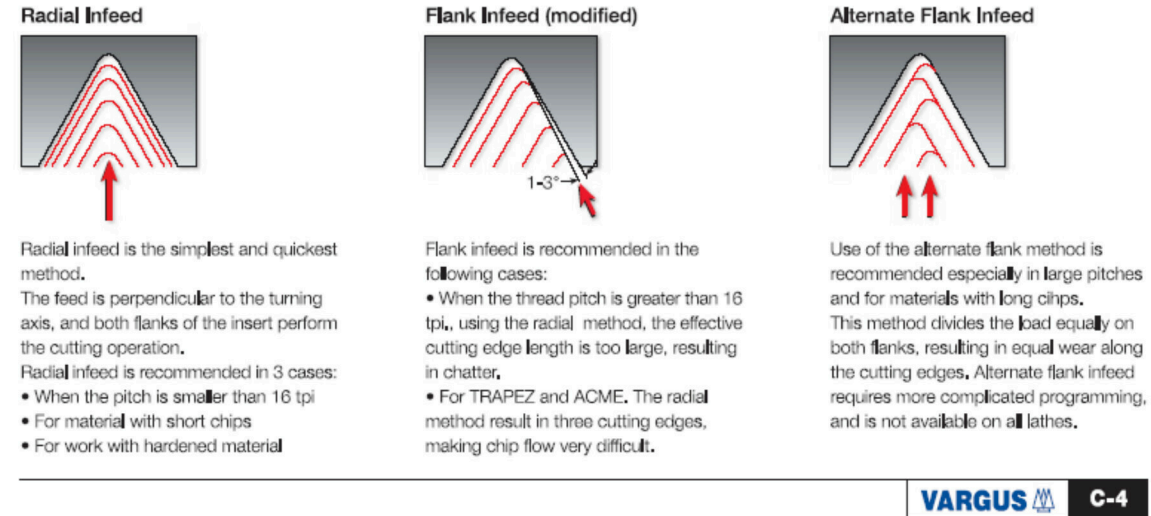 Radial Infeed
Radial infeed is the simplest and quickest
method.
The feed is perpendicular to the turning
axis, and both flanks of the insert perform
the cutting operation.
Radial infeed is recommended in 3 cases:
• When the pitch is smaller than 16 tpi
• For material with short chips
• For work with hardened material
Flank Infeed (modified)
1-3°
Flank infeed is recommended in the
following cases:
• When the thread pitch is greater than 16
tpi., using the radial method, the effective
cutting edge length is too large, resulting
in chatter.
• For TRAPEZ and ACME. The radial
method result in three cutting edges,
making chip flow very difficult.
Alternate Flank Infeed
Use of the alternate flank method is
recommended especially in large pitches
and for materials with long cihps.
This method divides the load equally on
both flanks, resulting in equal wear along
the cutting edges. Alternate flank infeed
requires more complicated programming,
and is not available on all lathes.
VARGUS
C-4